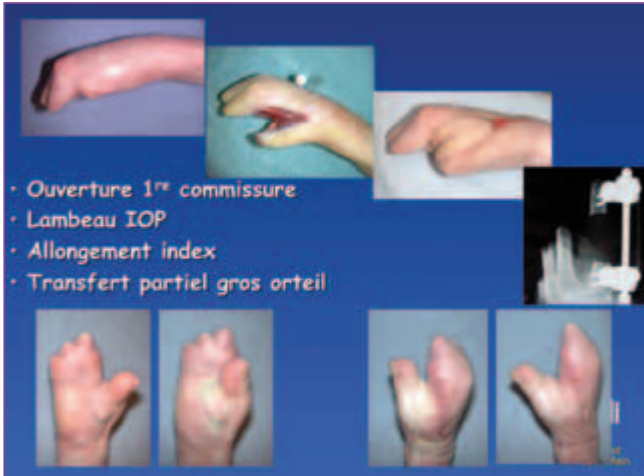 • Ouverture 1re commissure
• Lambeau IOP
• Allongement index
• Transfert partiel gros orteil